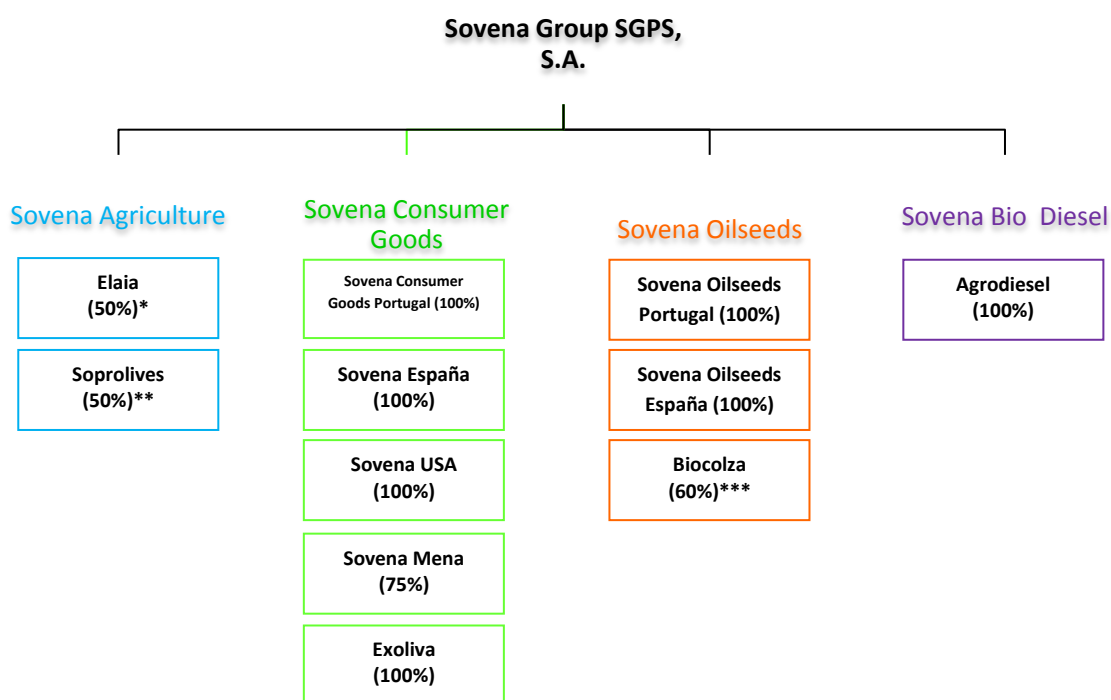 Sovena Group SGPS,
S.A.
Sovena Agriculture
Elaia
(50%)*
Soprolives
(50%)**
Sovena Consumer
Goods
Sovena Consumer
Goods Portugal (100%)
Sovena España
(100%)
Sovena USA
(100%)
Sovena Mena
(75%)
Exoliva
(100%)
Sovena Oilseeds
Sovena Oilseeds
Portugal (100%)
Sovena Oilseeds
España (100%)
Biocolza
(60%)***
Sovena Bio Diesel
Agrodiesel
(100%)